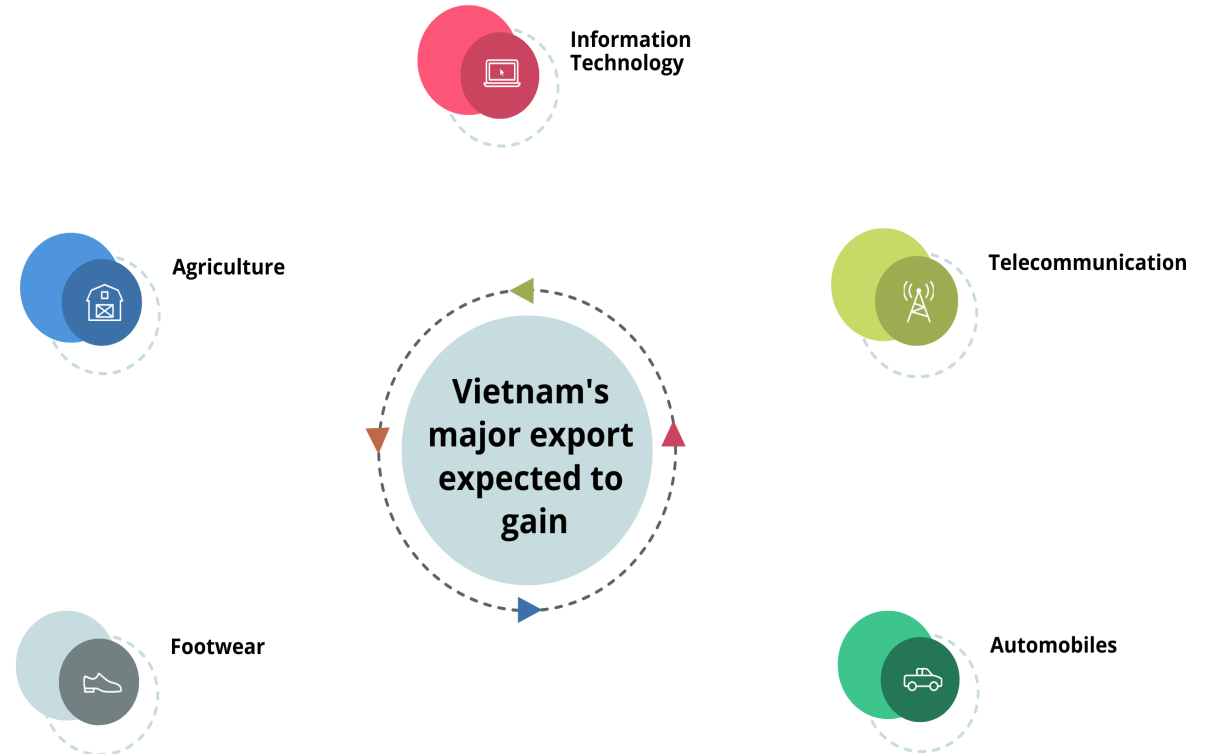 Information
Technology
Agriculture
Telecommunication
Vietnam's
major export
expected to
gain
Footwear
Automobiles